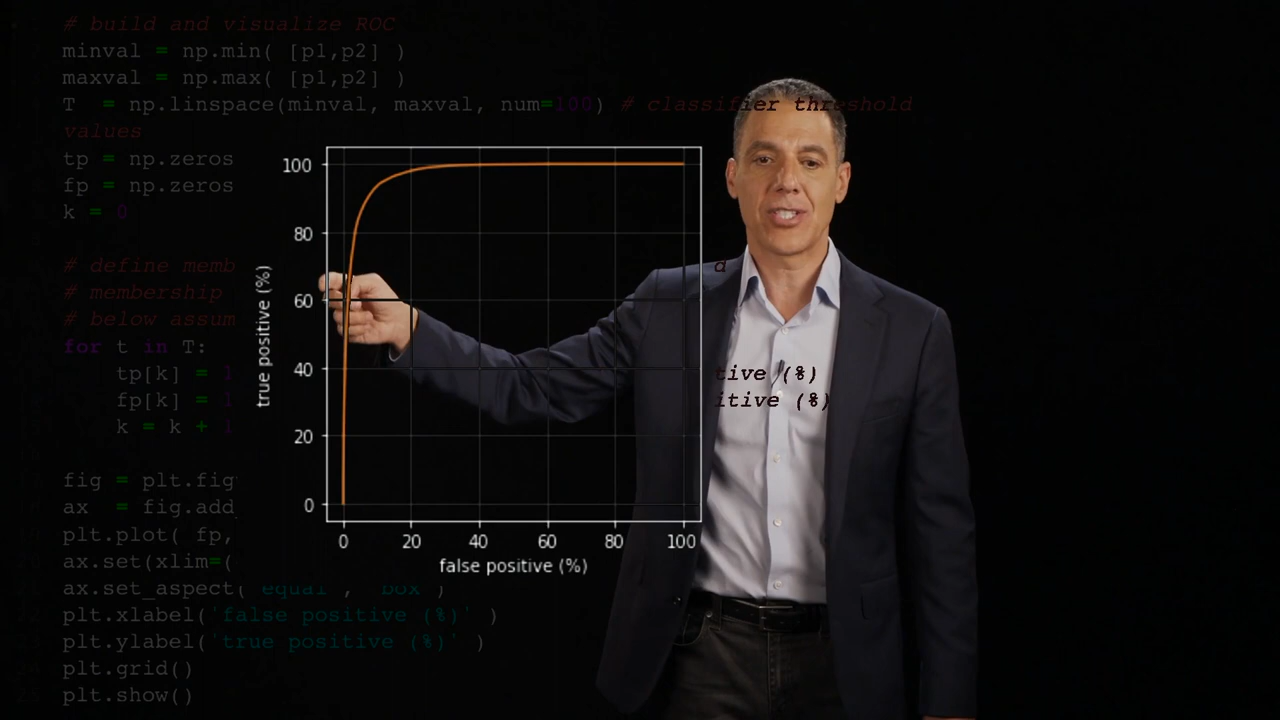 # build and visualize ROC
minval = np.min( [p1,p2] )
maxval = np.max( [p1,p2] )
T  = np.linspace(minval, maxval, num=100) # classifier threshold
values
tp = np.zeros
fp = np.zeros
k = 0
# define memb
d
# membership
# below assum
for t in T:
tp[k] = 1
tive (%)
fp[k] = 1
itive (%)
k = k + 1
fig = plt.fig
ax  = fig.add
plt.plot( fp,
ax.set(xlim=(
ax.set_aspect( equal ,  box )
plt.xlabel('false positive (%)' )
plt.ylabel('true positive (%)' )
plt.grid()
plt.show()
true positive (%)
100
80
60
40
20
0
0 20 40 60 80 100
false positive (%)